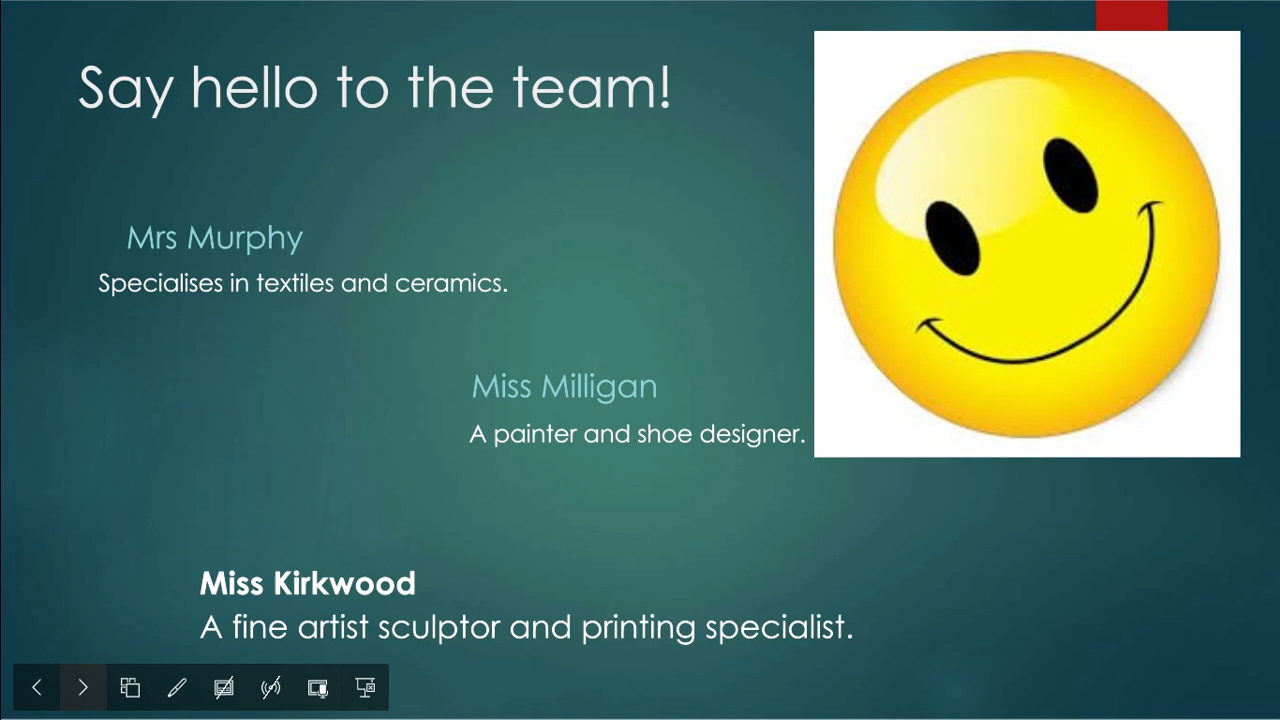 Say hello to the team!
Mrs Murphy
Specialises in textiles and ceramics.
Miss Milligan
A painter and shoe designer.
Miss Kirkwood
A fine artist sculptor and printing specialist.